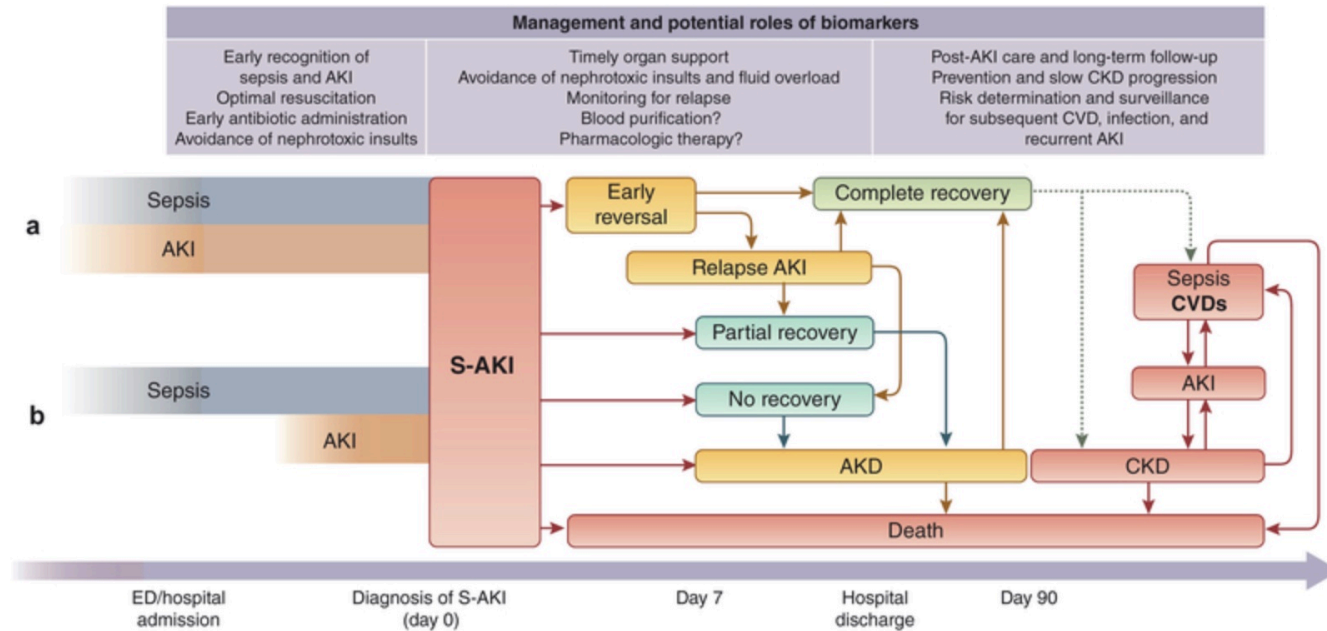 Management and potential roles of biomarkers
Early recognition of
sepsis and AKI
Optimal resuscitation
Early antibiotic administration
Avoidance of nephrotoxic insults
Timely organ support
Avoidance of nephrotoxic insults and fluid overload
Monitoring for relapse
Blood purification?
Pharmacologic therapy?
Post-AKI care and long-term follow-up
Prevention and slow CKD progression
Risk determination and surveillance
for subsequent CVD, infection, and
recurrent AKI
a
Sepsis
AKI
b
Sepsis
AKI
S-AKI
Early
reversal
Complete recovery
Relapse AKI
Partial recovery
No recovery
AKD
Sepsis
CVDs
AKI
CKD
Death
ED/hospital
admission
Diagnosis of S-AKI
(day 0)
Day 7
Hospital
discharge
Day 90